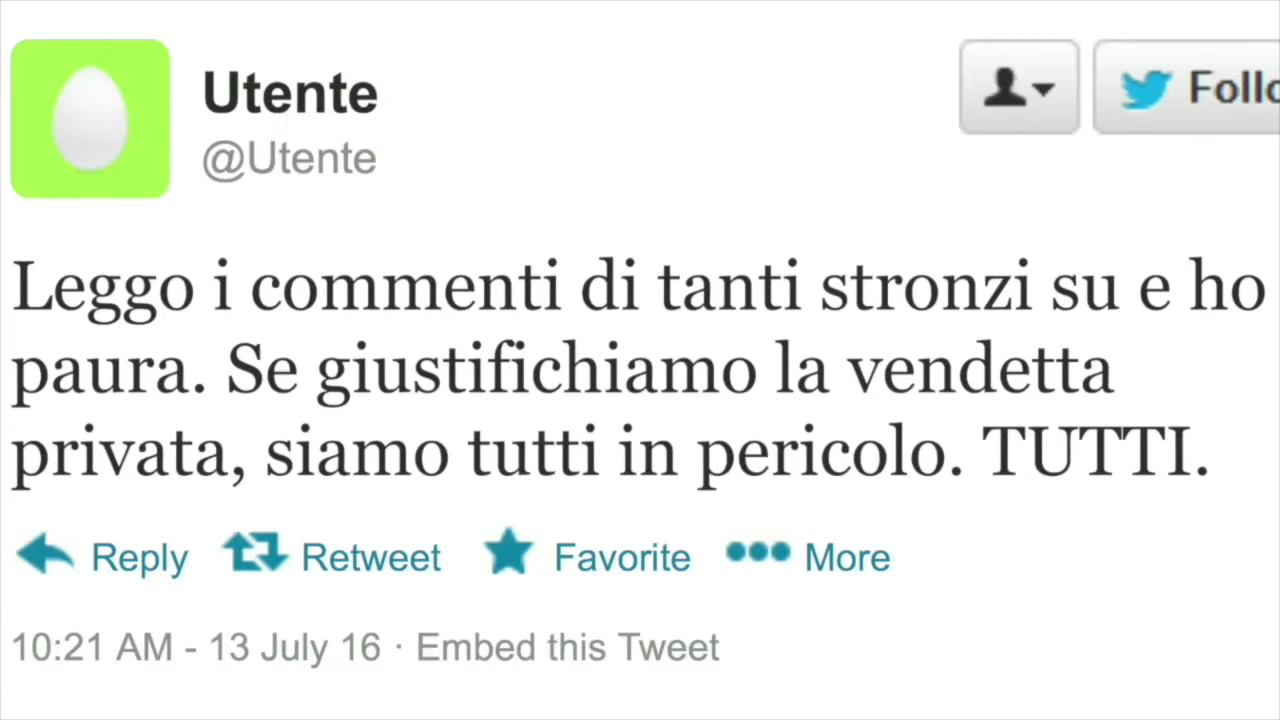 Utente
@Utente
Leggo i commenti di tanti stronzi su e ho
paura. Se giustifichiamo la vendetta
privata, siamo tutti in pericolo. TUTTI.
Reply Retweet Favorite More
10:21 AM - 13 July 16 · Embed this Tweet